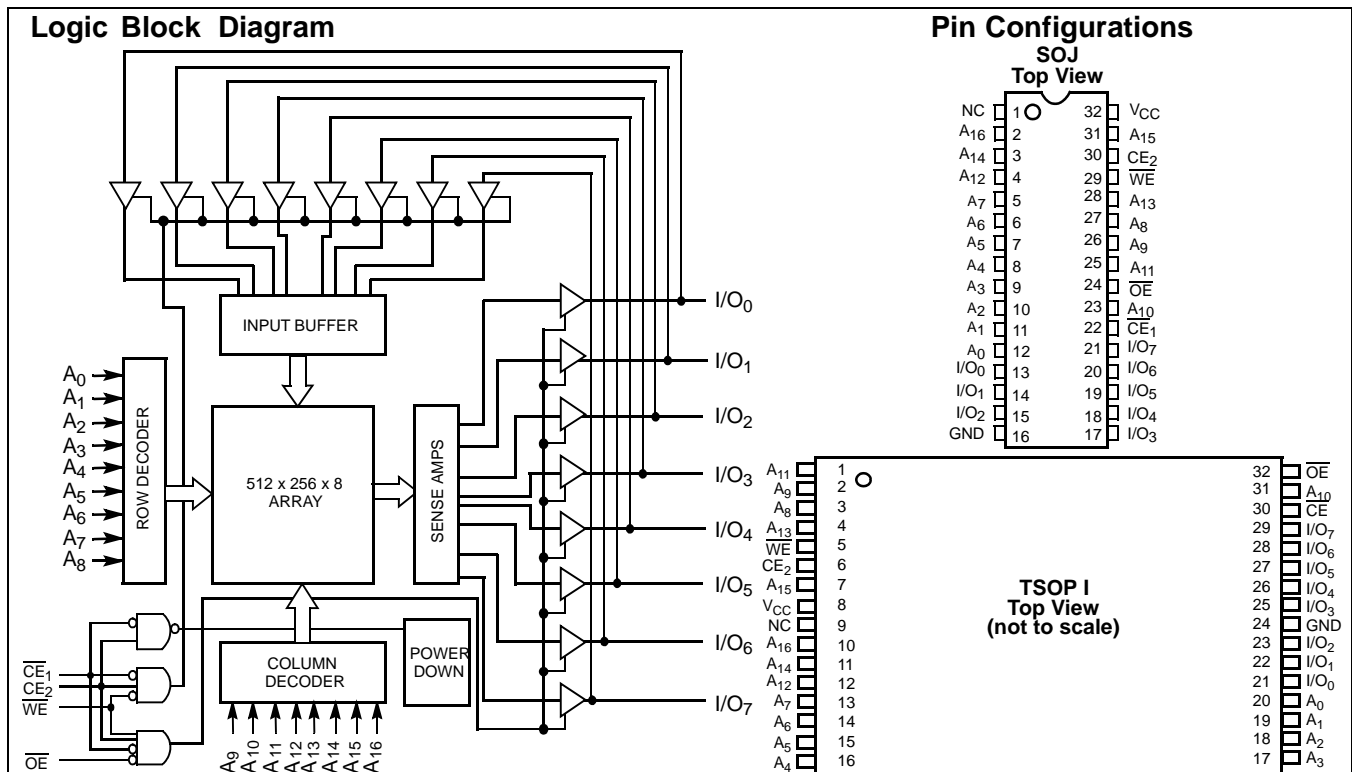 Logic Block Diagram
INPUT BUFFER
A0
A1
A2
A3
A4
A5
A6
A7
A8
ROW DECODER
512 x 256 x 8
ARRAY
SENSE AMPS
I/O0
I/O1
I/O2
I/O3
I/O4
I/O5
I/O6
I/O7
COLUMN
DECODER
POWER
DOWN
C̅E̅1
CE2
W̅E̅
O̅E̅
A9
A10
A11
A12
A13
A14
A15
A16
Pin Configurations
SOJ
Top View
NC 1 32 VCC
A16 2 31 A15
A14 3 30 CE2
A12 4 29 W̅E̅
A7 5 28 A13
A6 6 27 A8
A5 7 26 A9
A4 8 25 A11
A3 9 24 O̅E̅
A2 10 23 A10
A1 11 22 C̅E̅1
A0 12 21 I/O7
I/O0 13 20 I/O6
I/O1 14 19 I/O5
I/O2 15 18 I/O4
GND 16 17 I/O3
TSOP I
Top View
(not to scale)
A11 1 32 O̅E̅
A9 2 31 A10
A8 3 30 C̅E̅
A13 4 29 I/O7
W̅E̅ 5 28 I/O6
CE2 6 27 I/O5
A15 7 26 I/O4
VCC 8 25 I/O3
NC 9 24 GND
A16 10 23 I/O2
A14 11 22 I/O1
A12 12 21 I/O0
A7 13 20 A0
A6 14 19 A1
A5 15 18 A2
A4 16 17 A3